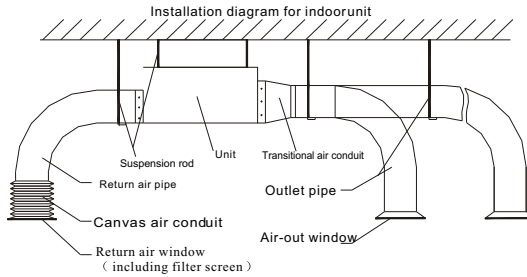 Installation diagram for indoorunit
Suspension rod
Unit
Transitional air conduit
Return air pipe
Outlet pipe
Canvas air conduit
Air-out window
Return air window
( including filter screen )